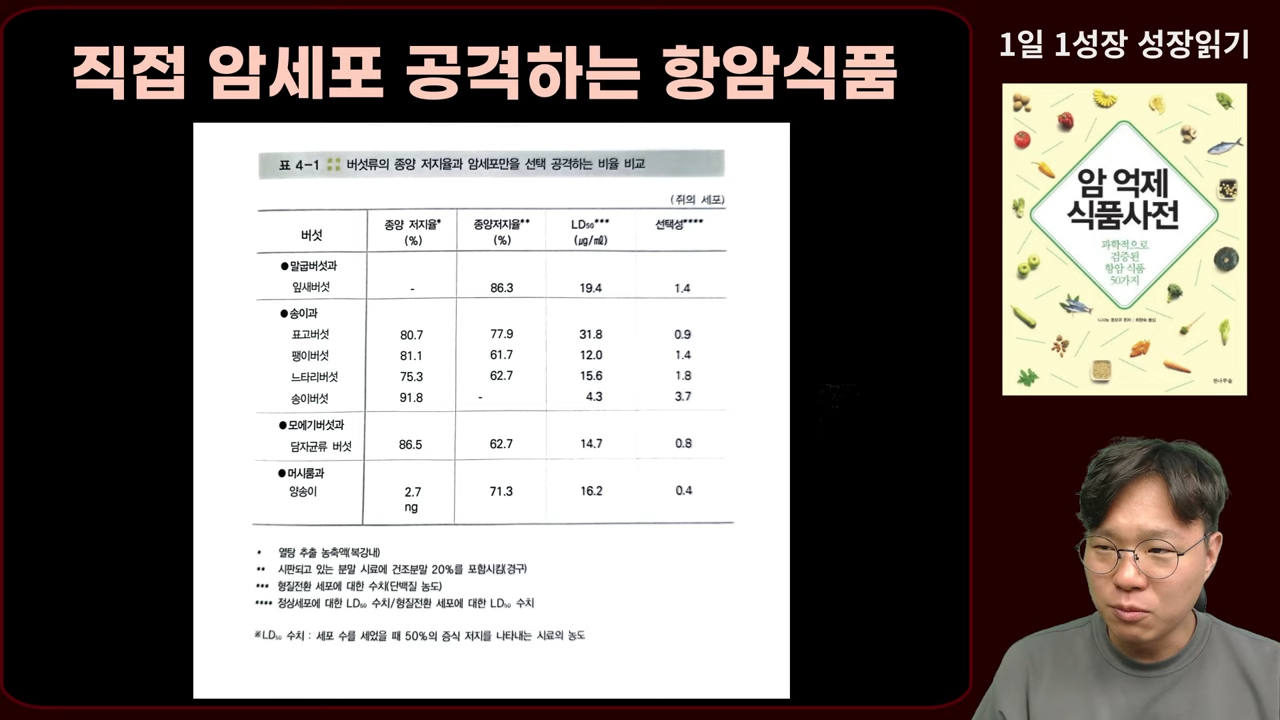 직접 암세포 공격하는 항암식품
1일 1성장 성장읽기
표 4-1 버섯류의 종양 저지율과 암세포만을 선택 공격하는 비율 비교
(쥐의 세포)
버섯 종양 저지율* (%) 종양저지율** (%) LD₅₀*** (μg/㎖) 선택성****
●말굽버섯과
잎새버섯 - 86.3 19.4 1.4
●송이과
표고버섯 80.7 77.9 31.8 0.9
팽이버섯 81.1 61.7 12.0 1.4
느타리버섯 75.3 62.7 15.6 1.8
송이버섯 91.8 - 4.3 3.7
●모에기버섯과
담자균류 버섯 86.5 62.7 14.7 0.8
●머시룸과
양송이 2.7 71.3 16.2 0.4
ng
* 열탕 추출 농축액(복강내)
** 시판되고 있는 분말 시료에 건조분말 20%를 포함시킴(경구)
*** 형질전환 세포에 대한 수치(단백질 농도)
**** 정상세포에 대한 LD₅₀ 수치/형질전환 세포에 대한 LD₅₀ 수치
※LD₅₀ 수치 : 세포 수를 세었을 때 50%의 증식 저지를 나타내는 시료의 농도
암 억제
식품사전
과학적으로
검증된
항암 식품
50가지
전나무숲